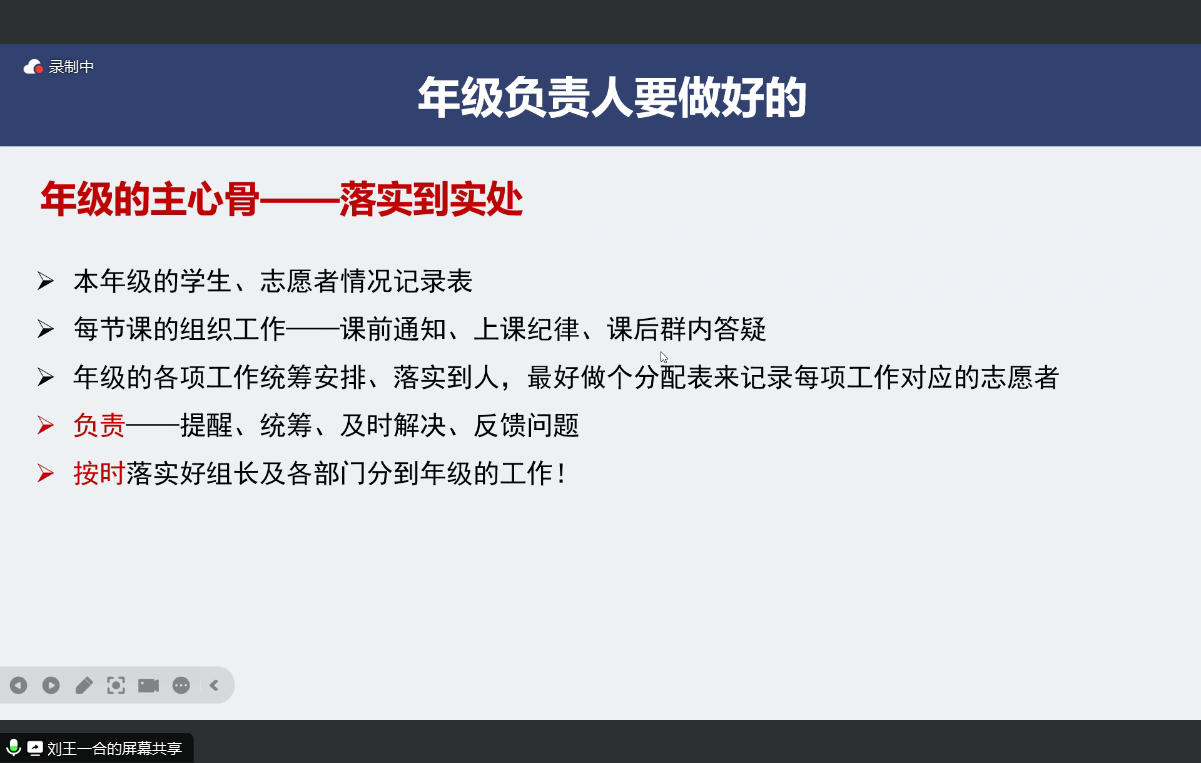 录制中
年级负责人要做好的
年级的主心骨——落实到实处
本年级的学生、志愿者情况记录表
每节课的组织工作——课前通知、上课纪律、课后群内答疑
年级的各项工作统筹安排、落实到人，最好做个分配表来记录每项工作对应的志愿者
负责——提醒、统筹、及时解决、反馈问题
按时落实好组长及各部门分到年级的工作！
刘王一合的屏幕共享